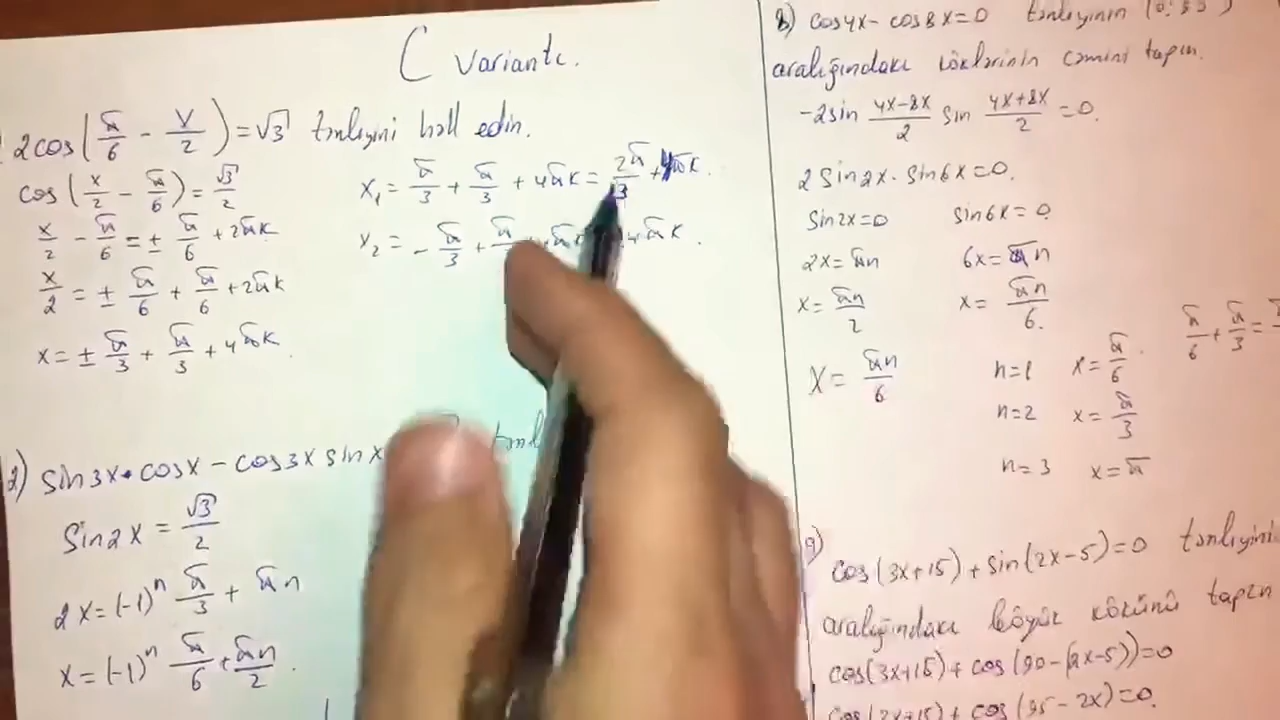 C variantı.
2cos(π/6 - x/2) = √3 tənliyini həll edin.
cos(x/2 - π/6) = √3/2
x/2 - π/6 = ± π/6 + 2πk
x/2 = ± π/6 + π/6 + 2πk
x = ± π/3 + π/3 + 4πk.
x₁ = π/3 + π/3 + 4πk = 2π/3 + 4πk.
x₂ = - π/3 + π/ 4πk.
2) sin3x·cosx - cos3x sinx
sin2x = √3/2
2x = (-1)ⁿ π/3 + πn
x = (-1)ⁿ π/6 + πn/2.
8) cos4x - cos8x = 0 tənliyinin
aralığındakı köklərinin cəmini tapın.
-2sin (4x-8x)/2 sin (4x+8x)/2 = 0.
2sin2x·sin6x = 0.
sin2x = 0 sin6x = 0
2x = πn 6x = πn
x = πn/2 x = πn/6.
x = πn/6
n=1 x = π/6.
n=2 x = π/3
n=3 x = π
π/6 + π/3 =
9) cos(3x+15) + sin(2x-5) = 0 tənliyini
aralığındakı böyük kökünü tapın
cos(3x+15) + cos(90-(2x-5)) = 0
cos(3x+15) + cos(95-2x) = 0.